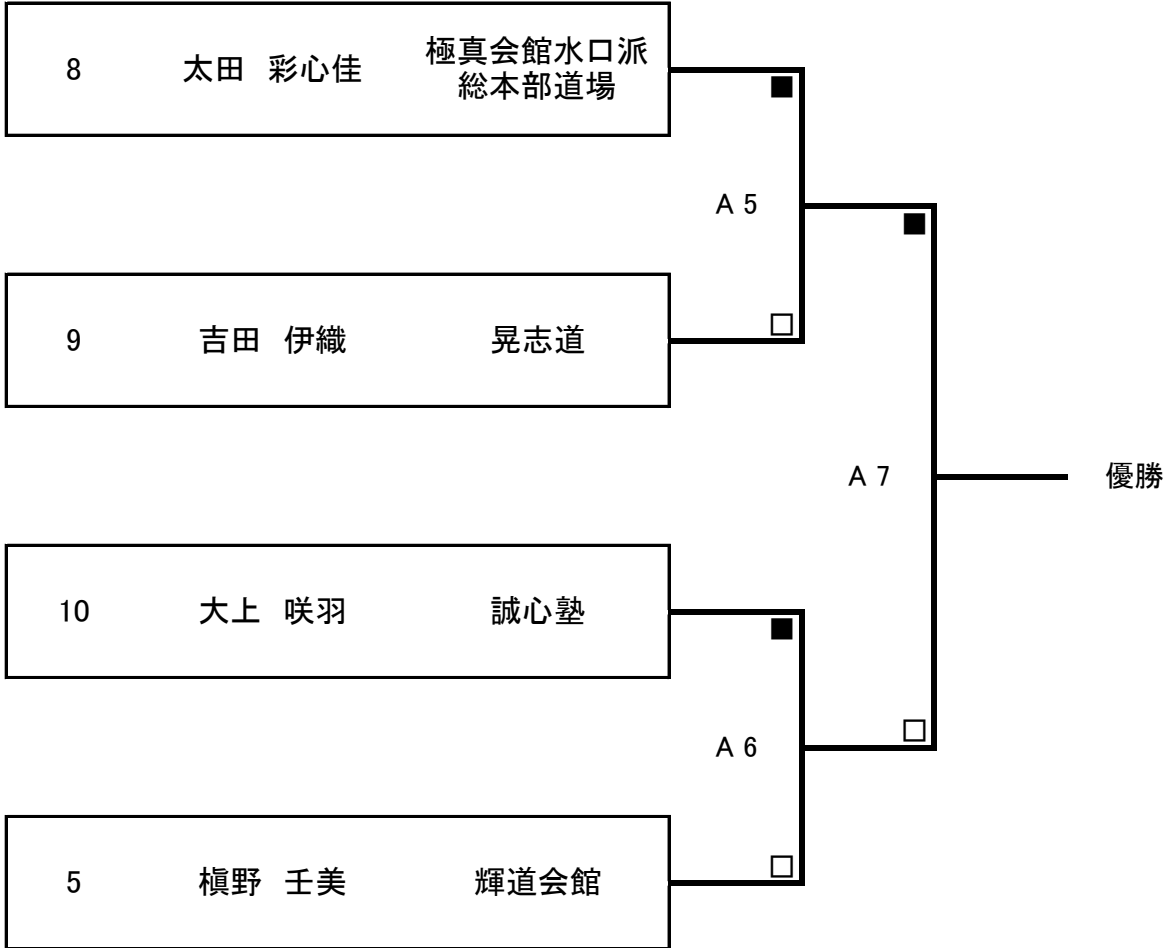 8 太田 彩心佳 極真会館水口派
総本部道場
A 5
9 吉田 伊織 晃志道
A 7 優勝
10 大上 咲羽 誠心塾
A 6
5 槇野 壬美 輝道会館